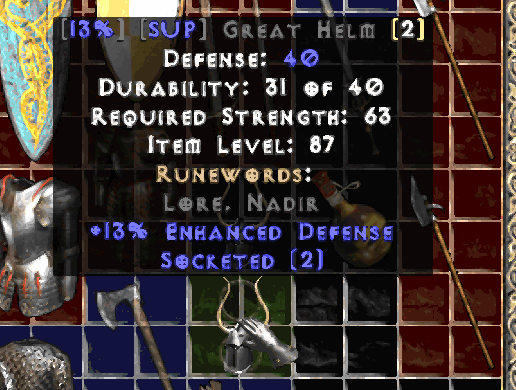 [13%] [SUP] GREAT HELM [2]
DEFENSE: 40
DURABILITY: 31 OF 40
REQUIRED STRENGTH: 63
ITEM LEVEL: 87
RUNEWORDS:
LORE, NADIR
+13% ENHANCED DEFENSE
SOCKETED (2)